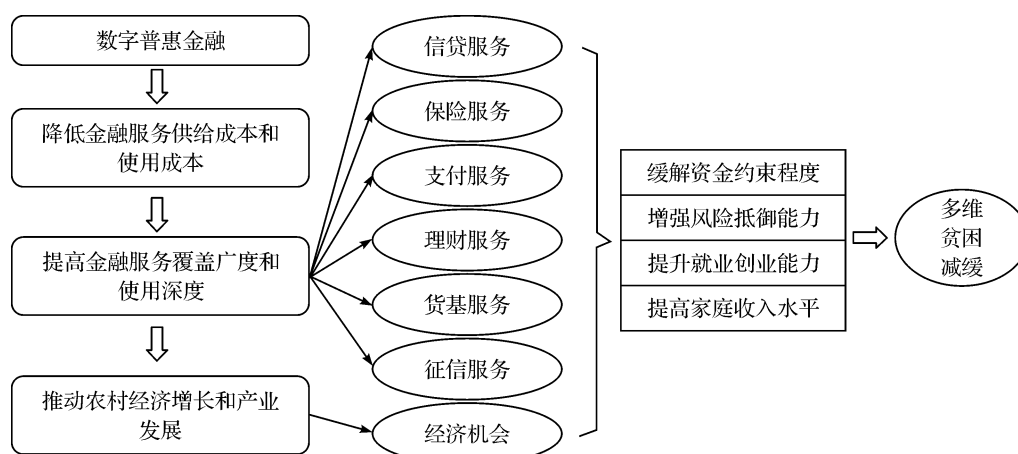 数字普惠金融
降低金融服务供给成本和
使用成本
提高金融服务覆盖广度和
使用深度
推动农村经济增长和产业
发展
信贷服务
保险服务
支付服务
理财服务
货基服务
征信服务
经济机会
缓解资金约束程度
增强风险抵御能力
提升就业创业能力
提高家庭收入水平
多维
贫困
减缓